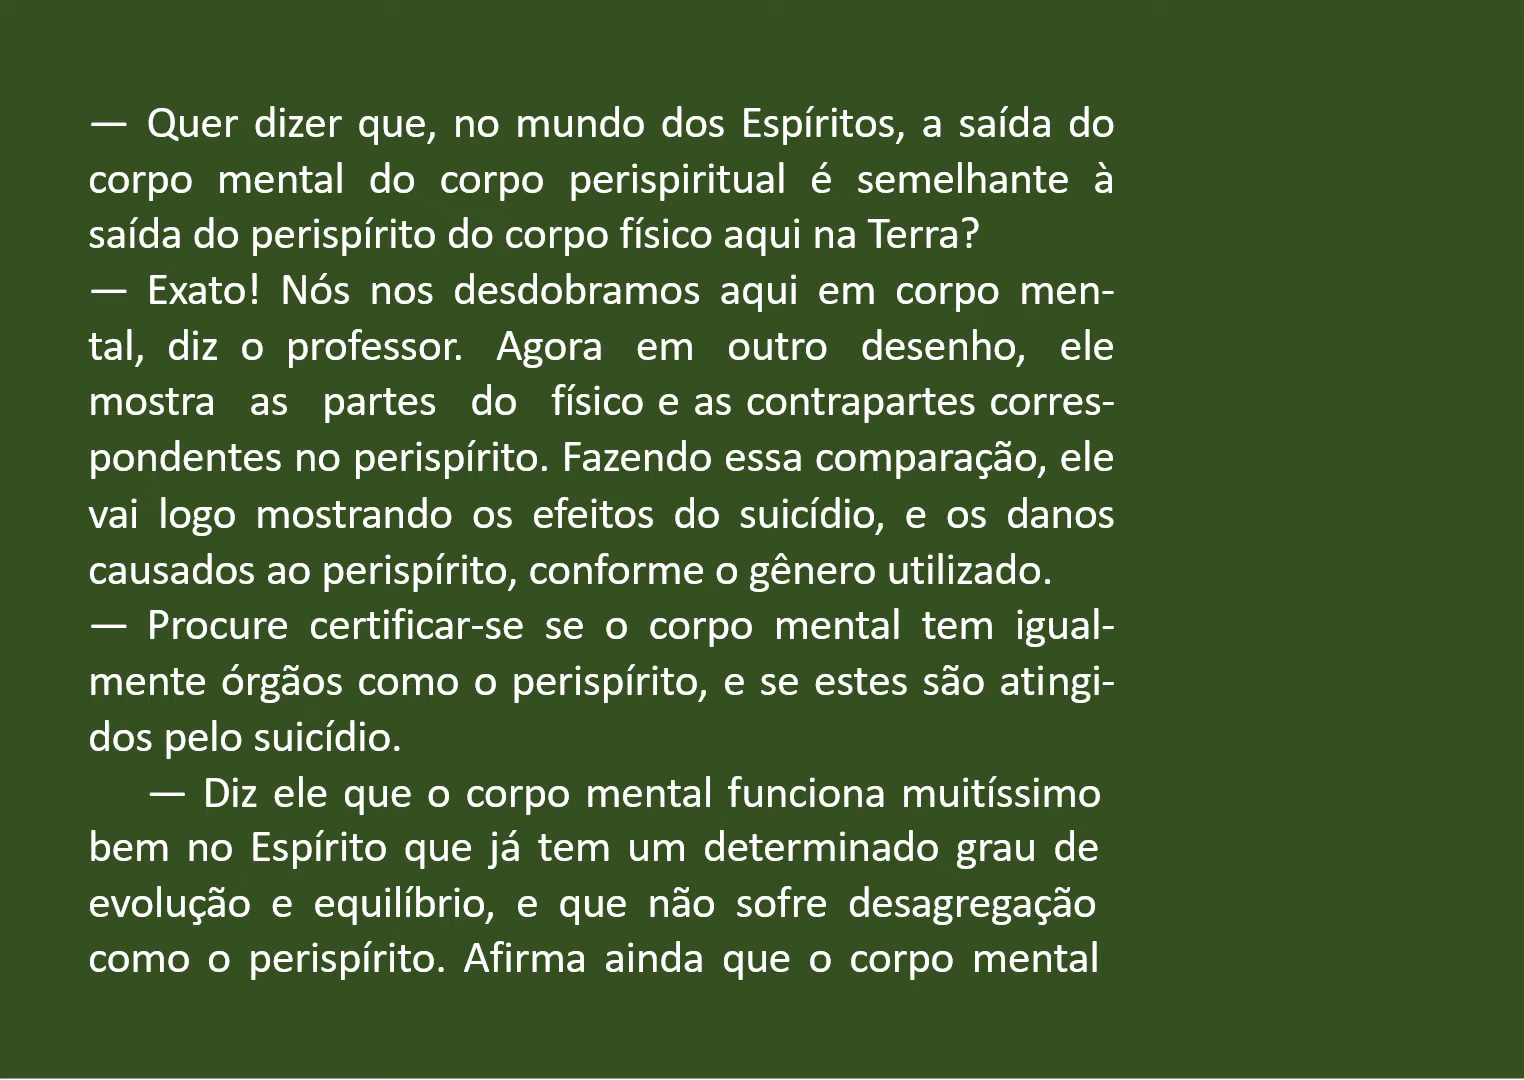 — Quer dizer que, no mundo dos Espíritos, a saída do
corpo mental do corpo perispiritual é semelhante à
saída do perispírito do corpo físico aqui na Terra?
— Exato! Nós nos desdobramos aqui em corpo men-
tal, diz o professor. Agora em outro desenho, ele
mostra as partes do físico e as contrapartes corres-
pondentes no perispírito. Fazendo essa comparação, ele
vai logo mostrando os efeitos do suicídio, e os danos
causados ao perispírito, conforme o gênero utilizado.
— Procure certificar-se se o corpo mental tem igual-
mente órgãos como o perispírito, e se estes são atingi-
dos pelo suicídio.
— Diz ele que o corpo mental funciona muitíssimo
bem no Espírito que já tem um determinado grau de
evolução e equilíbrio, e que não sofre desagregação
como o perispírito. Afirma ainda que o corpo mental